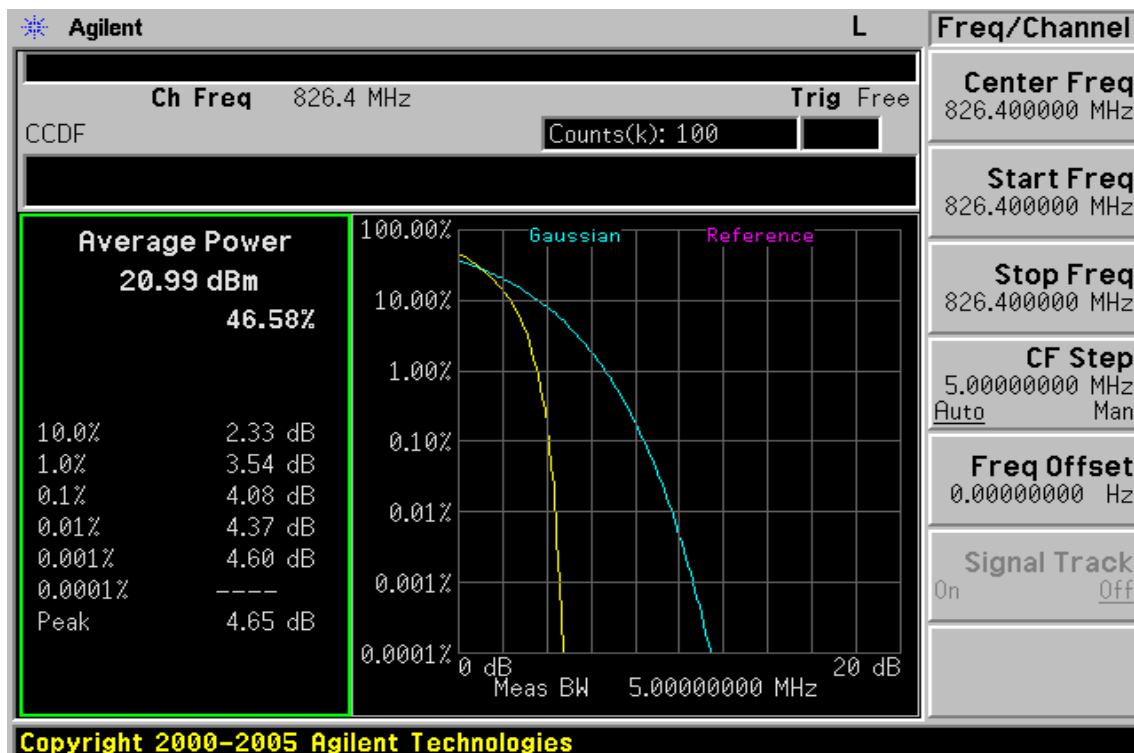 Agilent L
Ch Freq 826.4 MHz Trig Free
CCDF Counts(k): 100
Average Power
20.99 dBm
46.58%
10.0% 2.33 dB
1.0% 3.54 dB
0.1% 4.08 dB
0.01% 4.37 dB
0.001% 4.60 dB
0.0001% ----
Peak 4.65 dB
Gaussian Reference
100.00%
10.00%
1.00%
0.10%
0.01%
0.001%
0.0001%
0 dB 20 dB
Meas BW 5.00000000 MHz
Freq/Channel
Center Freq
826.400000 MHz
Start Freq
826.400000 MHz
Stop Freq
826.400000 MHz
CF Step
5.00000000 MHz
Auto Man
Freq Offset
0.00000000 Hz
Signal Track
On Off
Copyright 2000-2005 Agilent Technologies